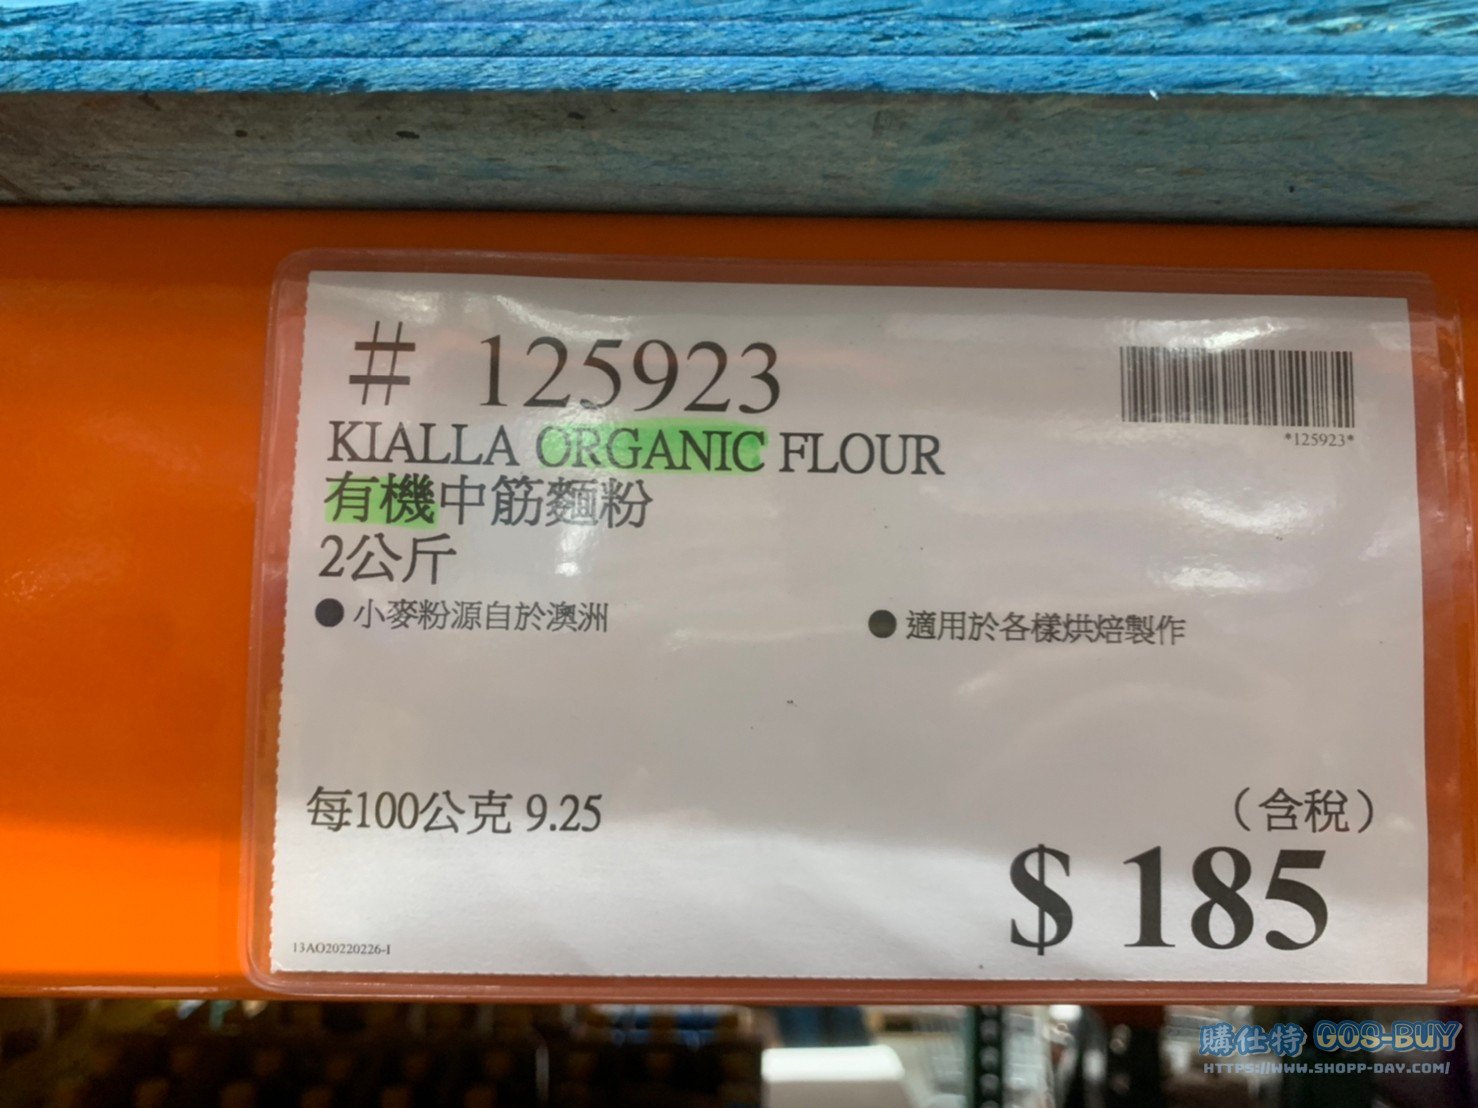 # 125923
*125923*
KIALLA ORGANIC FLOUR
有機中筋麵粉
2公斤
●小麥粉源自於澳洲
●適用於各樣烘焙製作
每100公克 9.25
（含稅）
$ 185
13AO20220226-I
購仕特 GOS-BUY
HTTPS://WWW.SHOPP-DAY.COM/